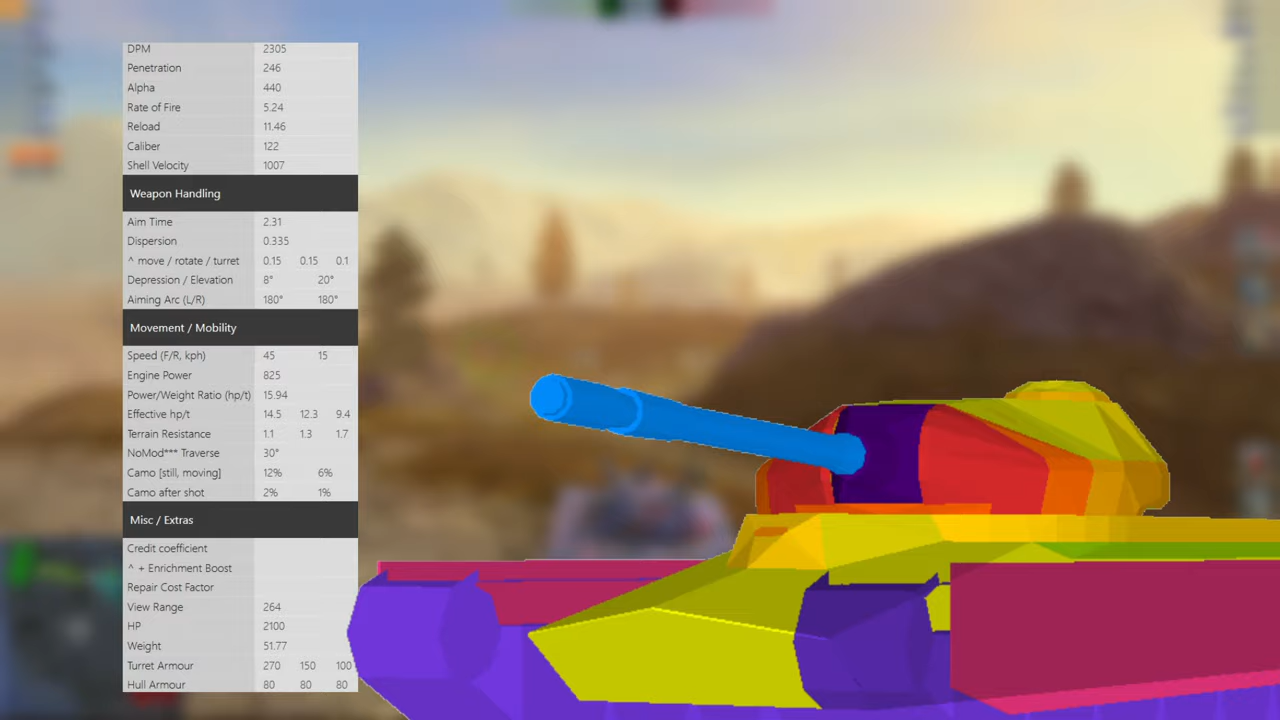 DPM 2305
Penetration 246
Alpha 440
Rate of Fire 5.24
Reload 11.46
Caliber 122
Shell Velocity 1007
Weapon Handling
Aim Time 2.31
Dispersion 0.335
^ move / rotate / turret 0.15 0.15 0.1
Depression / Elevation 8° 20°
Aiming Arc (L/R) 180° 180°
Movement / Mobility
Speed (F/R, kph) 45 15
Engine Power 825
Power/Weight Ratio (hp/t) 15.94
Effective hp/t 14.5 12.3 9.4
Terrain Resistance 1.1 1.3 1.7
NoMod*** Traverse 30°
Camo [still, moving] 12% 6%
Camo after shot 2% 1%
Misc / Extras
Credit coefficient
^ + Enrichment Boost
Repair Cost Factor
View Range 264
HP 2100
Weight 51.77
Turret Armour 270 150 100
Hull Armour 80 80 80